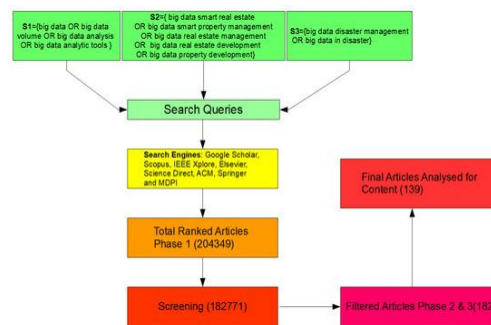 S1={big data OR big data
volume OR big data analysis
OR big data analytic tools }
S2={ big data smart real estate
OR big data smart property management
OR big data real estate management
OR big data real estate development
OR big data property development}
S3={big data disaster management
OR big data in disaster}
Search Queries
Search Engines: Google Scholar,
Scopus, IEEE Xplore, Elsevier,
Science Direct, ACM, Springer
and MDPI
Final Articles Analysed for
Content (139)
Total Ranked Articles
Phase 1 (204349)
Screening (182771)
Filtered Articles Phase 2 & 3(182